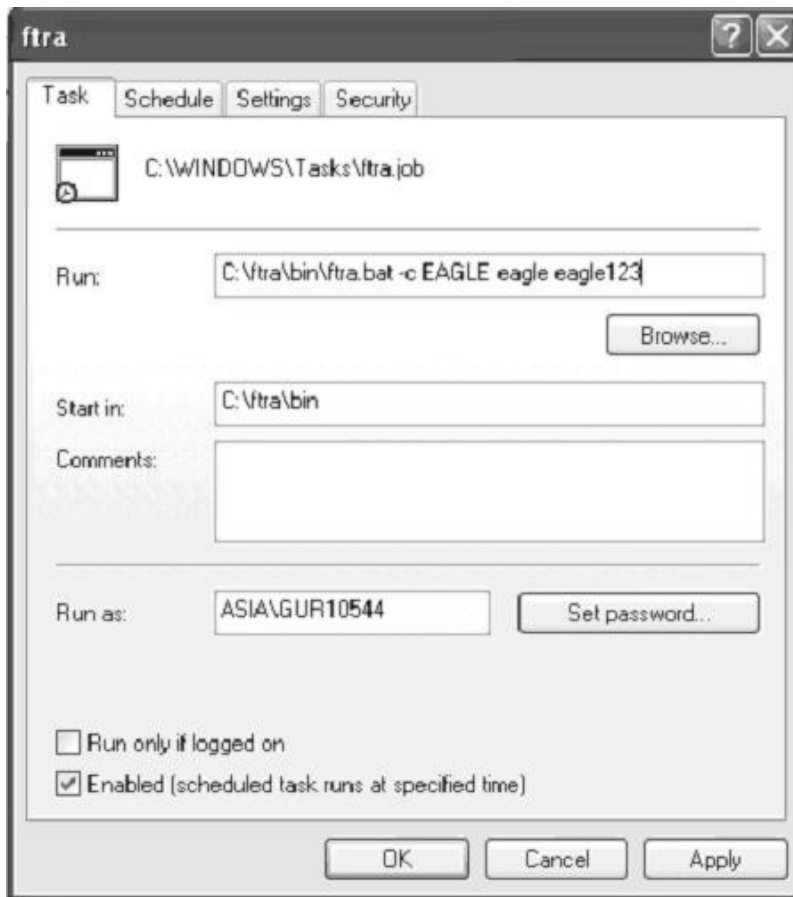 ftra
Task Schedule Settings Security
C:\WINDOWS\Tasks\ftra.job
Run: C:\ftra\bin\ftra.bat -c EAGLE eagle eagle123
Browse...
Start in: C:\ftra\bin
Comments:
Run as: ASIA\GUR10544 Set password...
Run only if logged on
Enabled (scheduled task runs at specified time)
OK Cancel Apply